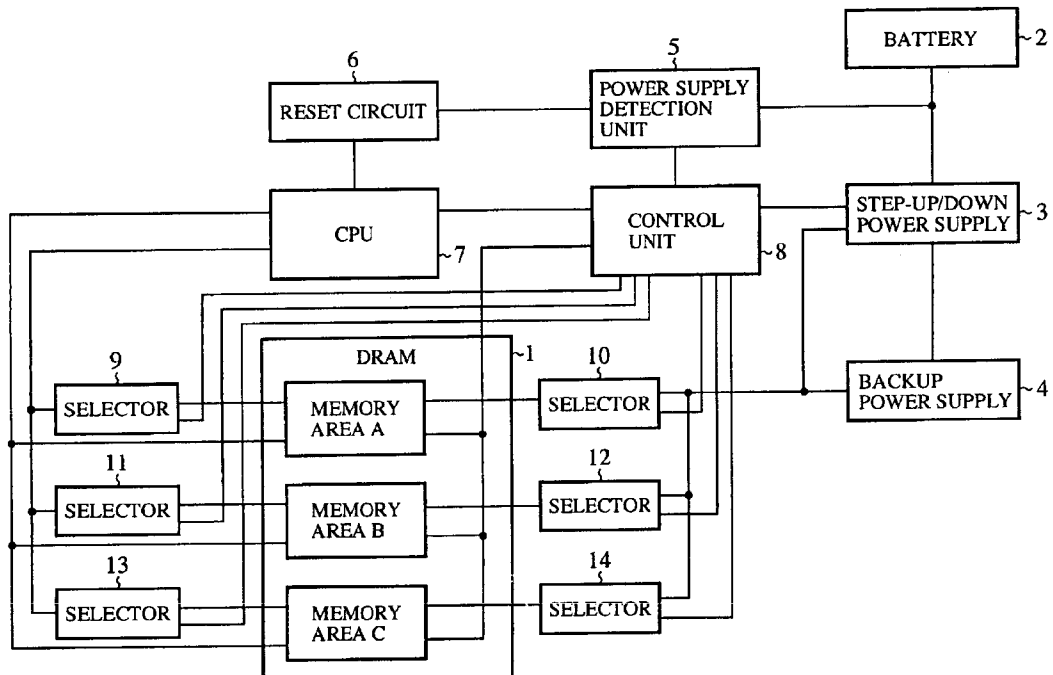 BATTERY
2
6
5
RESET CIRCUIT
POWER SUPPLY
DETECTION
UNIT
STEP-UP/DOWN
POWER SUPPLY
3
CPU
7
CONTROL
UNIT
8
DRAM
1
9
SELECTOR
MEMORY
AREA A
10
SELECTOR
BACKUP
POWER SUPPLY
4
11
SELECTOR
MEMORY
AREA B
12
SELECTOR
13
SELECTOR
MEMORY
AREA C
14
SELECTOR